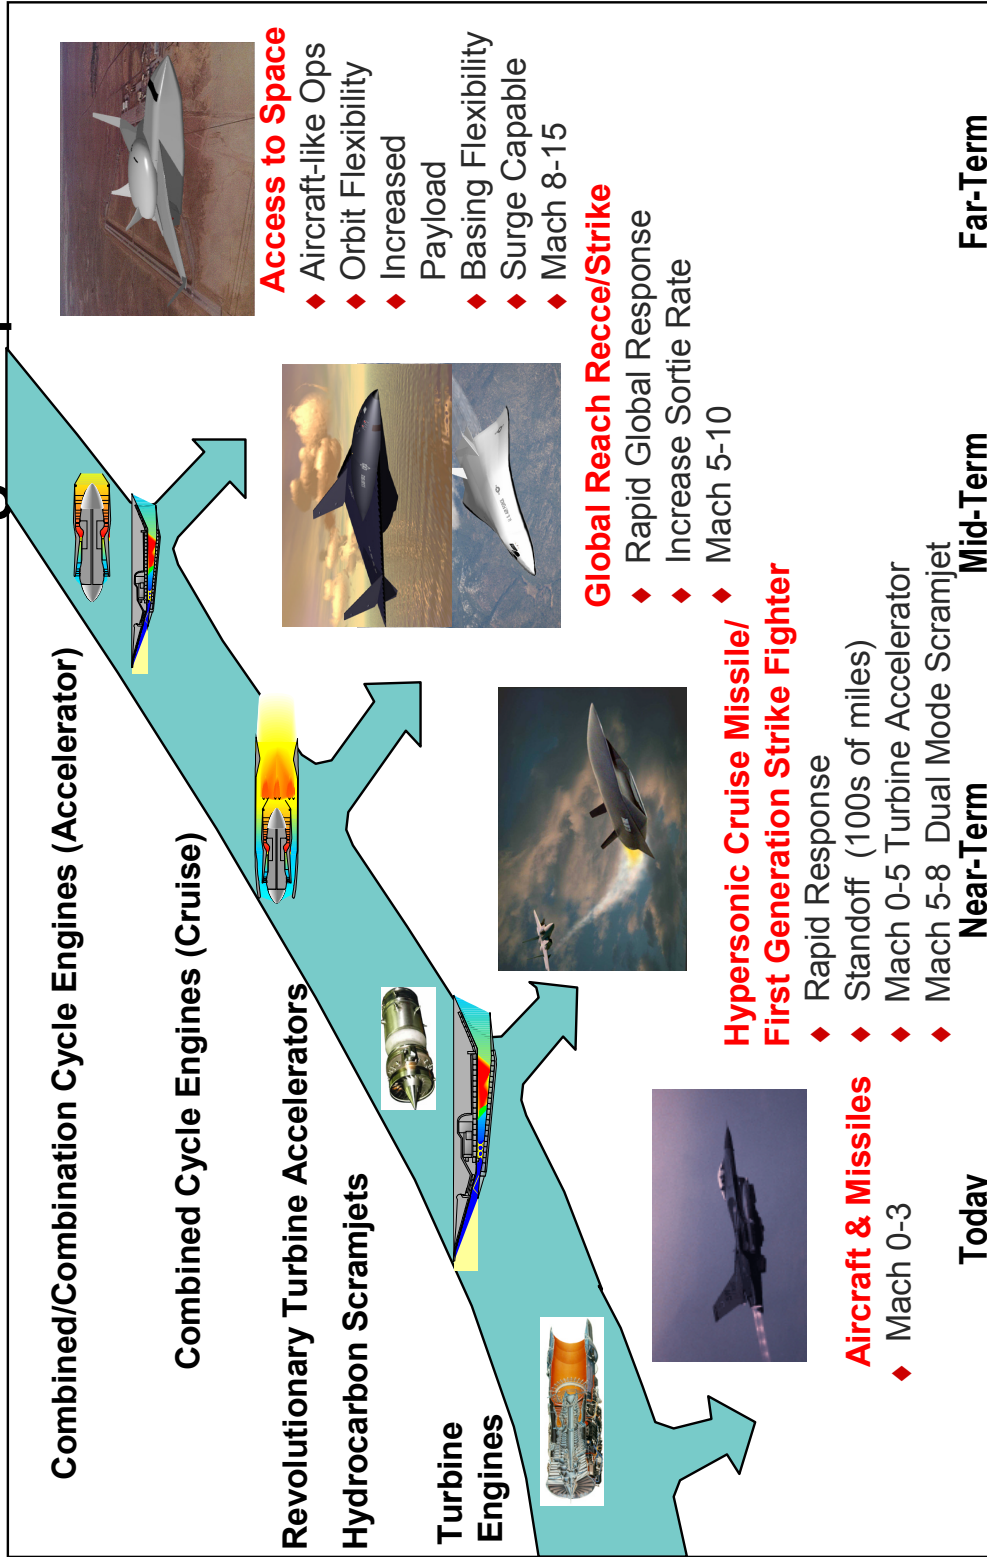 Combined/Combination Cycle Engines (Accelerator)
Combined Cycle Engines (Cruise)
Revolutionary Turbine Accelerators
Hydrocarbon Scramjets
Turbine
Engines
Aircraft & Missiles
♦ Mach 0-3
Hypersonic Cruise Missile/
First Generation Strike Fighter
♦ Rapid Response
♦ Standoff (100s of miles)
♦ Mach 0-5 Turbine Accelerator
♦ Mach 5-8 Dual Mode Scramjet
Global Reach Recce/Strike
♦ Rapid Global Response
♦ Increase Sortie Rate
♦ Mach 5-10
Access to Space
♦ Aircraft-like Ops
♦ Orbit Flexibility
♦ Increased
Payload
♦ Basing Flexibility
♦ Surge Capable
♦ Mach 8-15
Today
Near-Term
Mid-Term
Far-Term